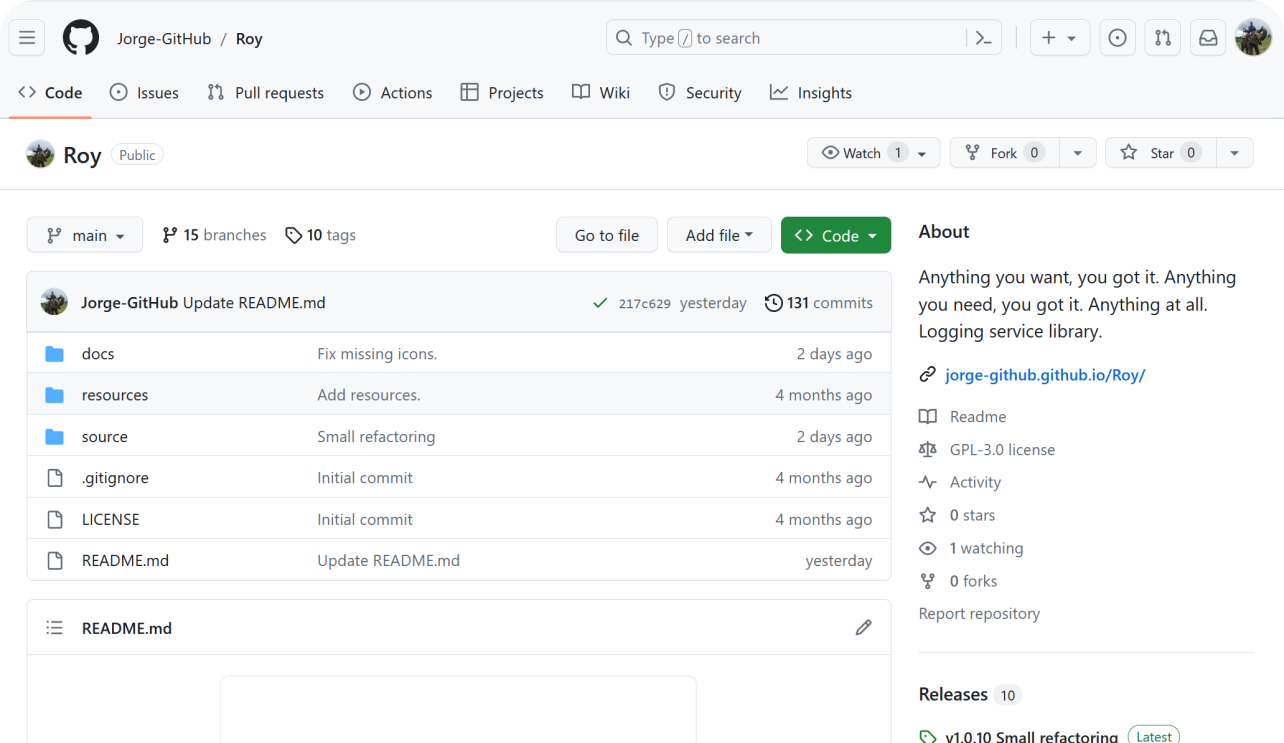 Jorge-GitHub / Roy
Type / to search
Code Issues Pull requests Actions Projects Wiki Security Insights
Roy Public
Watch 1 Fork 0 Star 0
main 15 branches 10 tags Go to file Add file Code
Jorge-GitHub Update README.md 217c629 yesterday 131 commits
docs Fix missing icons. 2 days ago
resources Add resources. 4 months ago
source Small refactoring 2 days ago
.gitignore Initial commit 4 months ago
LICENSE Initial commit 4 months ago
README.md Update README.md yesterday
README.md
About
Anything you want, you got it. Anything
you need, you got it. Anything at all.
Logging service library.
jorge-github.github.io/Roy/
Readme
GPL-3.0 license
Activity
0 stars
1 watching
0 forks
Report repository
Releases 10
v1.0.10 Small refactoring Latest